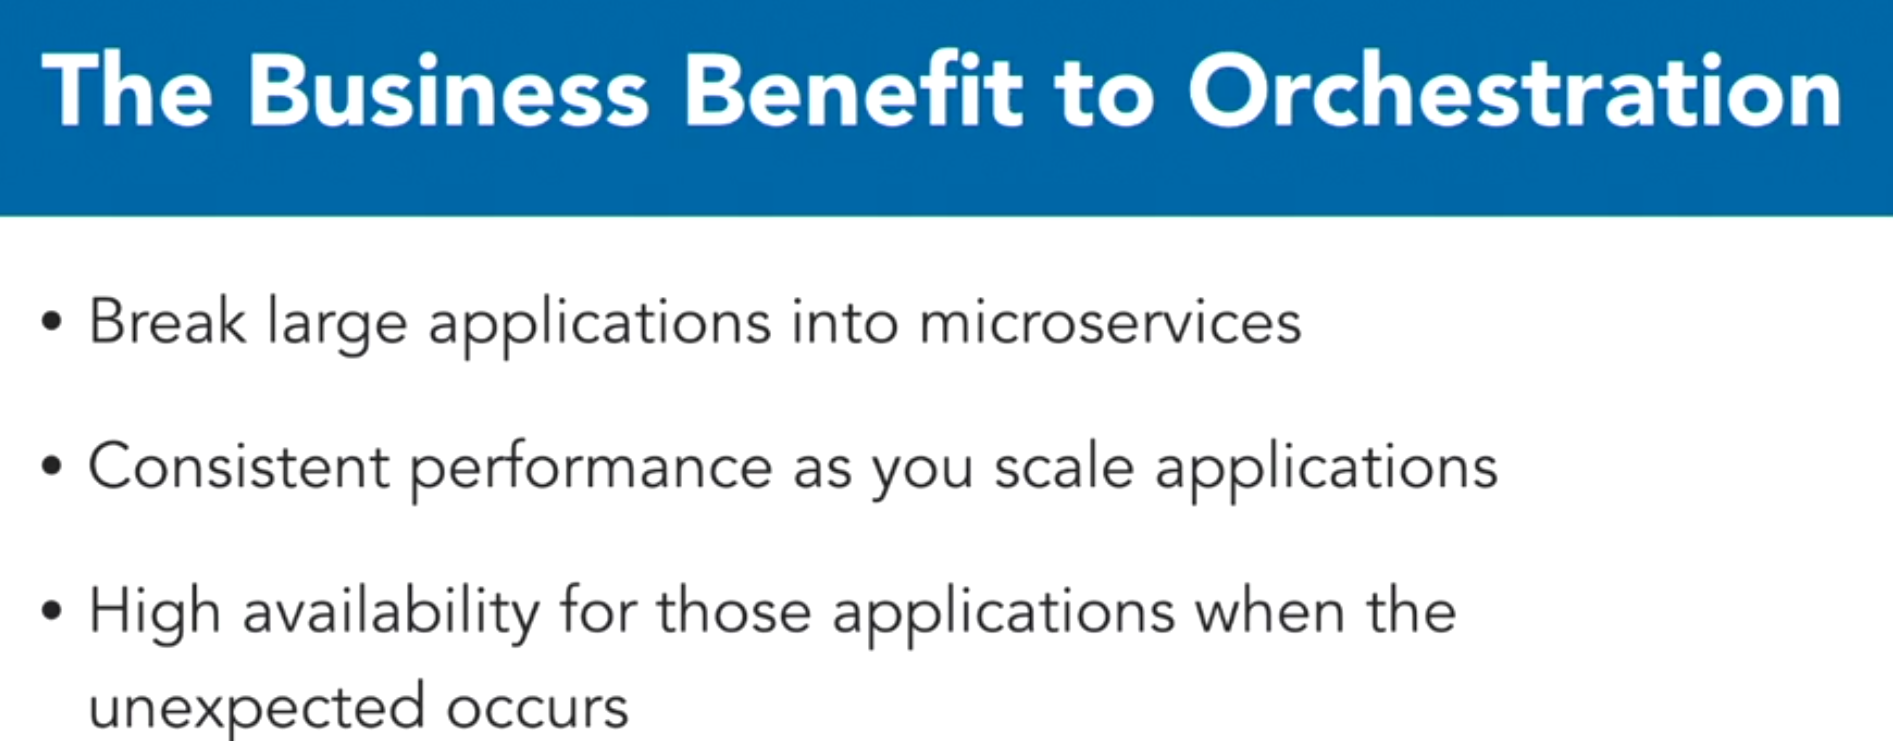 The Business Benefit to Orchestration
• Break large applications into microservices
• Consistent performance as you scale applications
• High availability for those applications when the
unexpected occurs